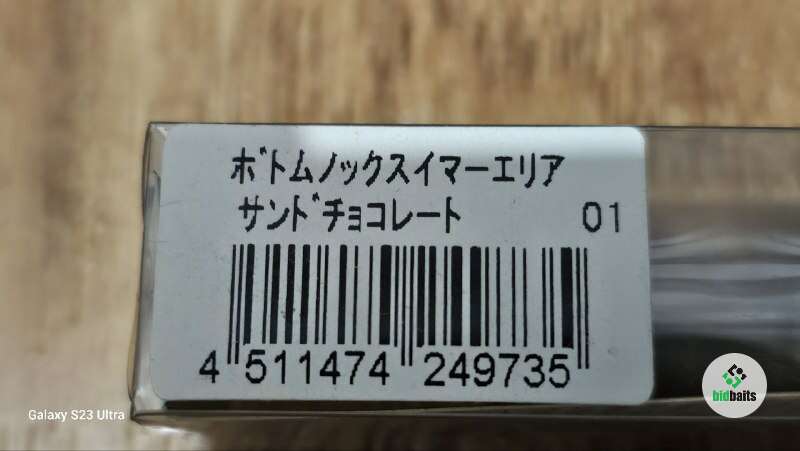 ﾎﾞﾄﾑﾉｯｸｽｲﾏｰｴﾘｱ
ｻﾝﾄﾞﾁｮｺﾚｰﾄ 01
4 511474 249735
Galaxy S23 Ultra
bidbaits